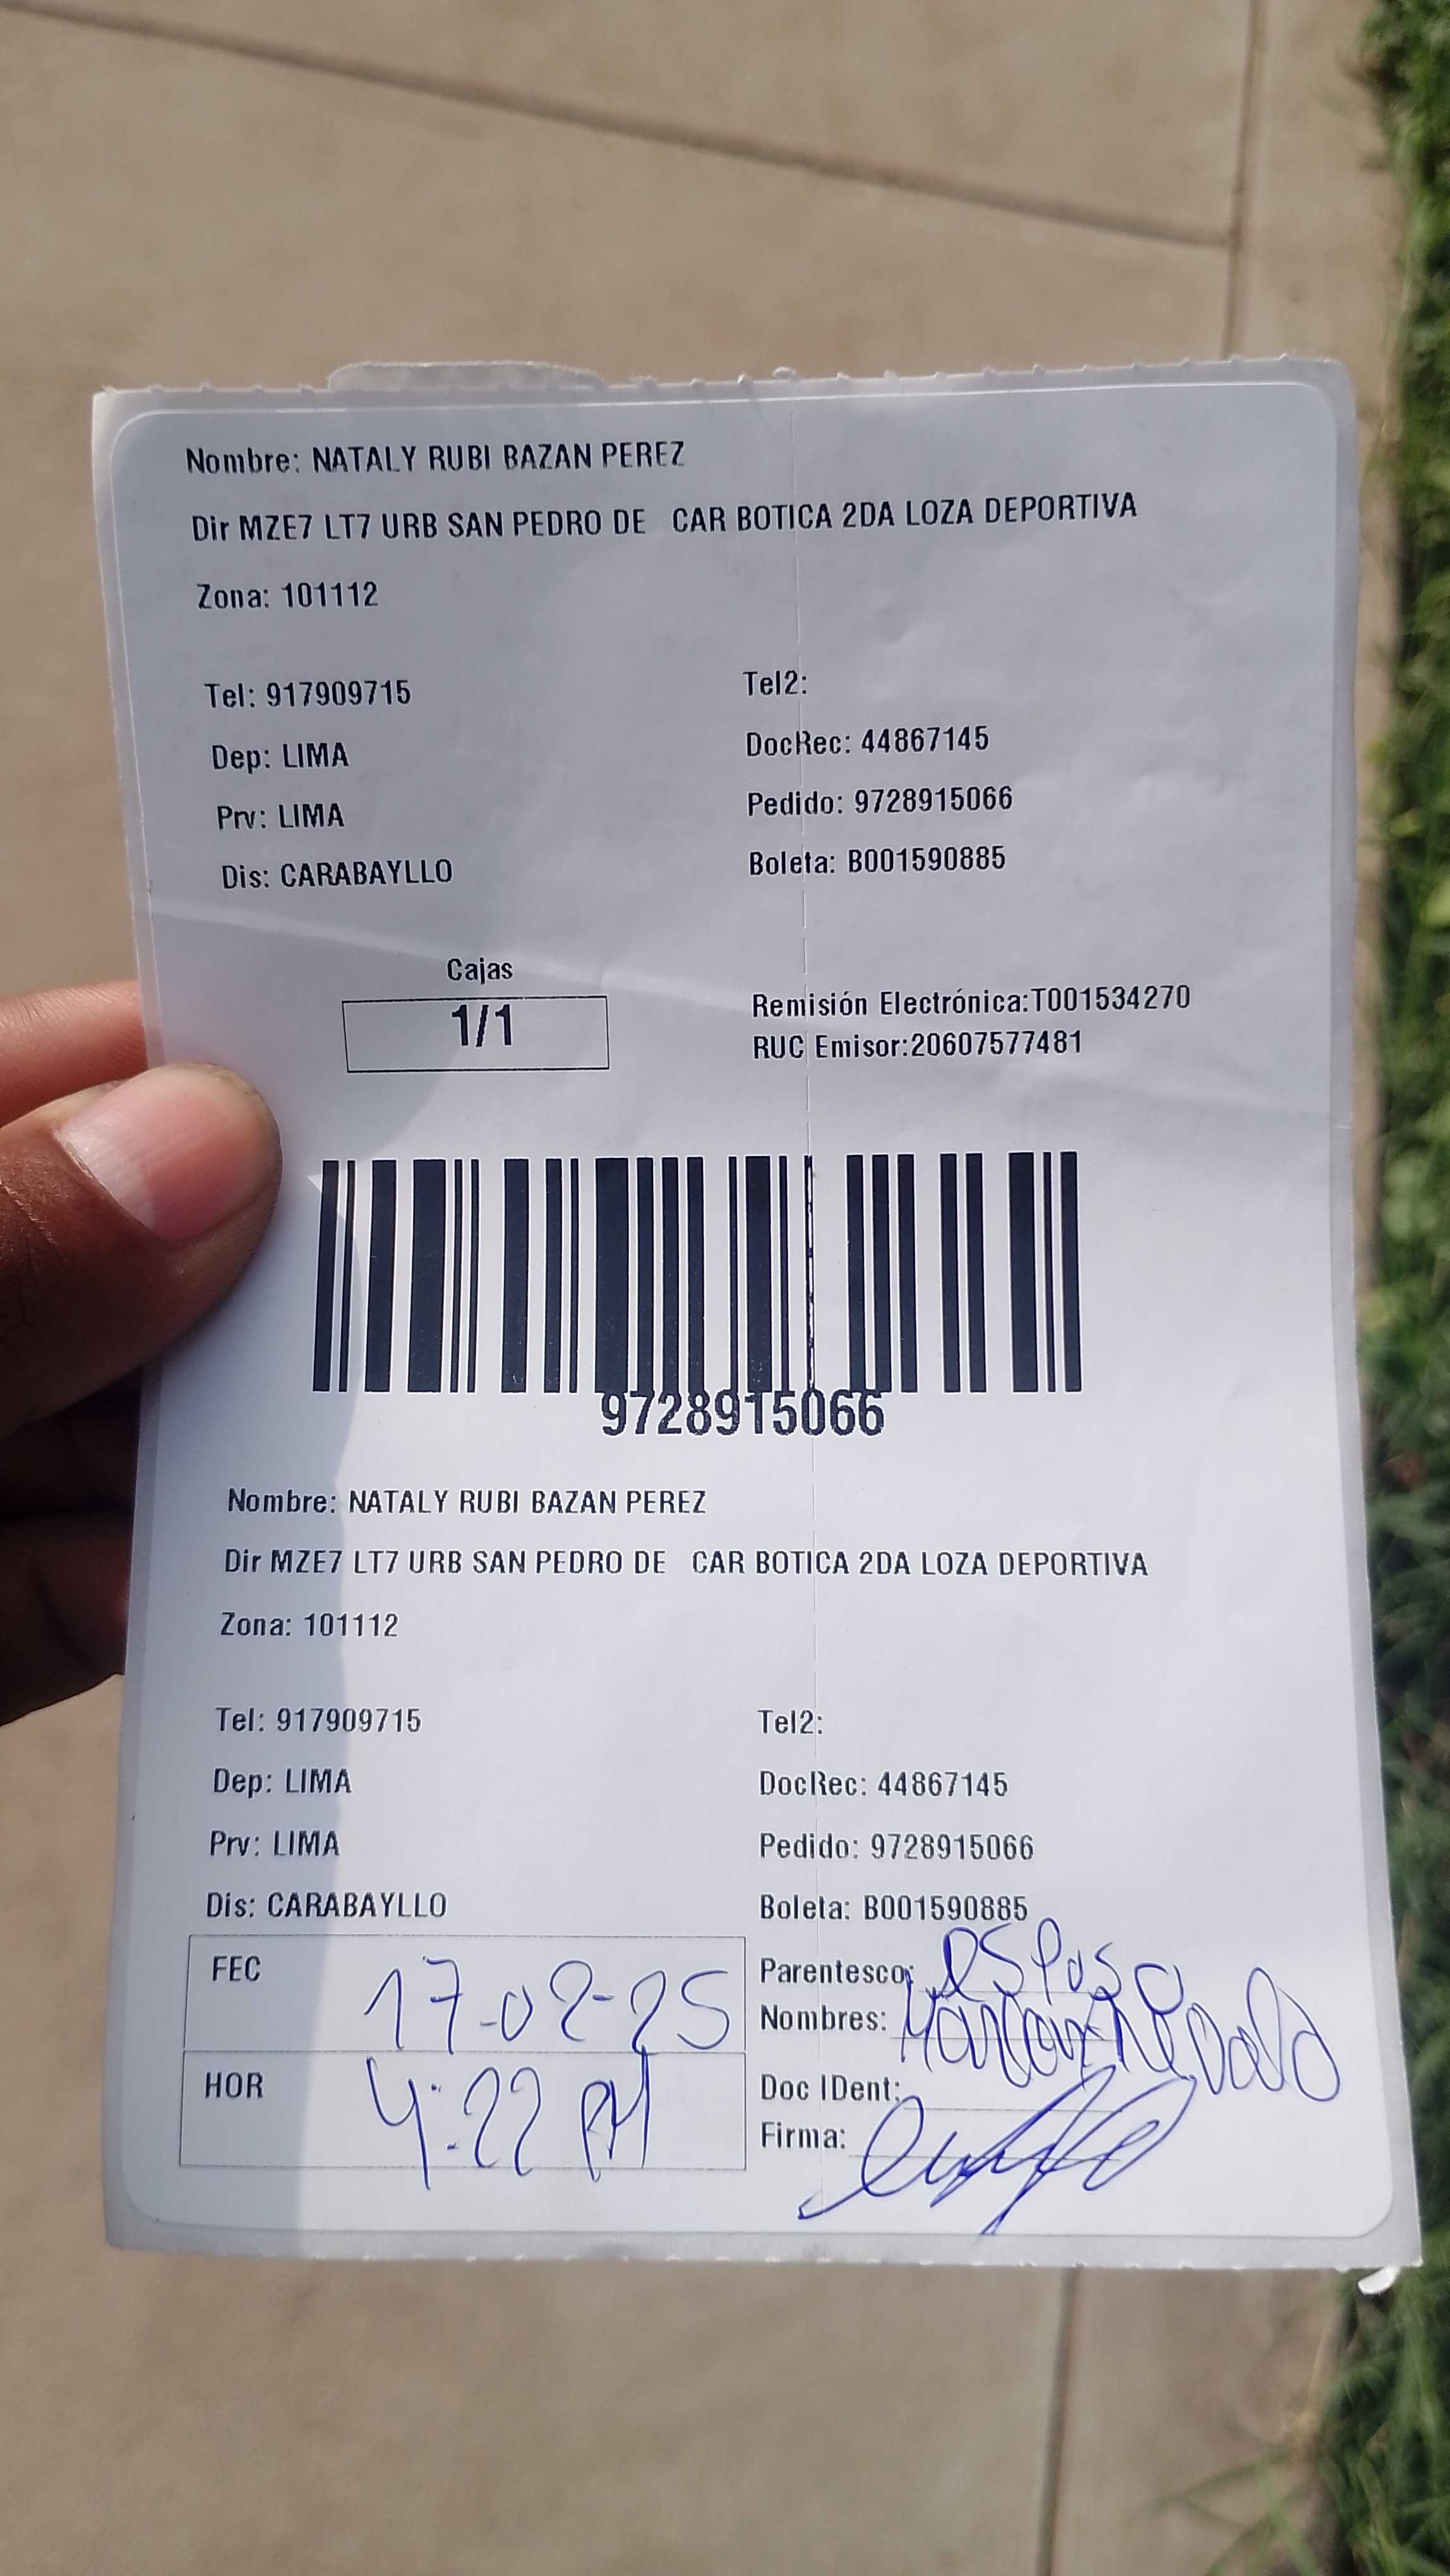 Nombre: NATALY RUBI BAZAN PEREZ
Dir MZE7 LT7 URB SAN PEDRO DE CAR BOTICA 2DA LOZA DEPORTIVA
Zona: 101112
Tel: 917909715 Tel2:
Dep: LIMA DocRec: 44867145
Prv: LIMA Pedido: 9728915066
Dis: CARABAYLLO Boleta: B001590885
Cajas
1/1
Remisión Electrónica:T001534270
RUC Emisor:20607577481
9728915066
Nombre: NATALY RUBI BAZAN PEREZ
Dir MZE7 LT7 URB SAN PEDRO DE CAR BOTICA 2DA LOZA DEPORTIVA
Zona: 101112
Tel: 917909715 Tel2:
Dep: LIMA DocRec: 44867145
Prv: LIMA Pedido: 9728915066
Dis: CARABAYLLO Boleta: B001590885
FEC 17-02-25
HOR 4:22 PM
Parentesco: esposo
Nombres:
Doc IDent:
Firma: